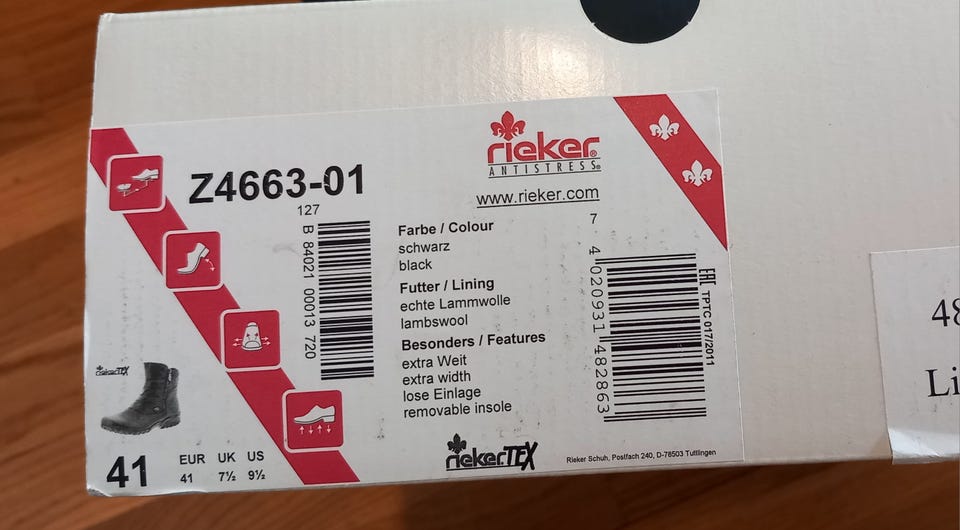 Z4663-01
127
B 84021 00013 720
rieker
ANTISTRESS
www.rieker.com
Farbe / Colour
schwarz
black
Futter / Lining
echte Lammwolle
lambswool
Besonders / Features
extra Weit
extra width
lose Einlage
removable insole
7
4 020931 482863
EAC
TPTC 017/2011
riekerTEX
41
EUR UK US
41 7½ 9½
riekerTEX
Rieker Schuh, Postfach 240, D-78503 Tuttlingen
48
Li